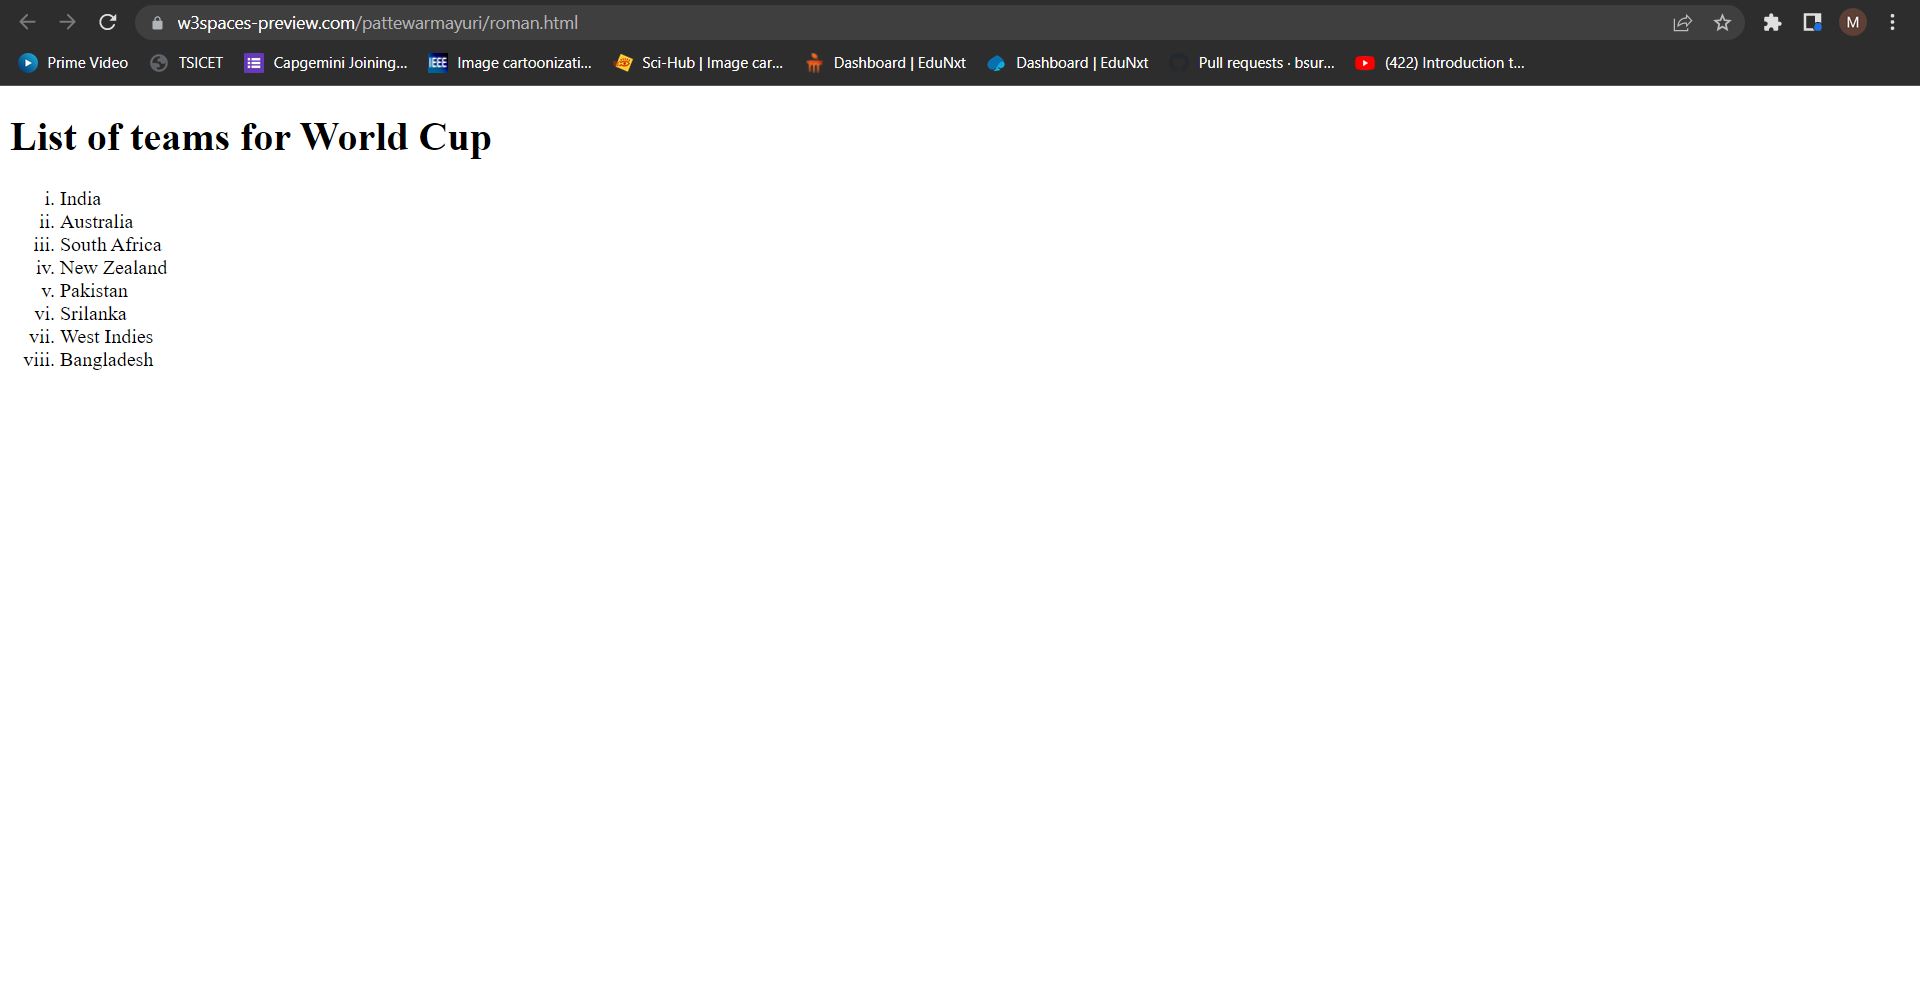 w3spaces-preview.com/pattewarmayuri/roman.html
M
Prime Video TSICET Capgemini Joining... IEEE Image cartoonizati... Sci-Hub | Image car... Dashboard | EduNxt Dashboard | EduNxt Pull requests · bsur... (422) Introduction t...
List of teams for World Cup
i. India
ii. Australia
iii. South Africa
iv. New Zealand
v. Pakistan
vi. Srilanka
vii. West Indies
viii. Bangladesh